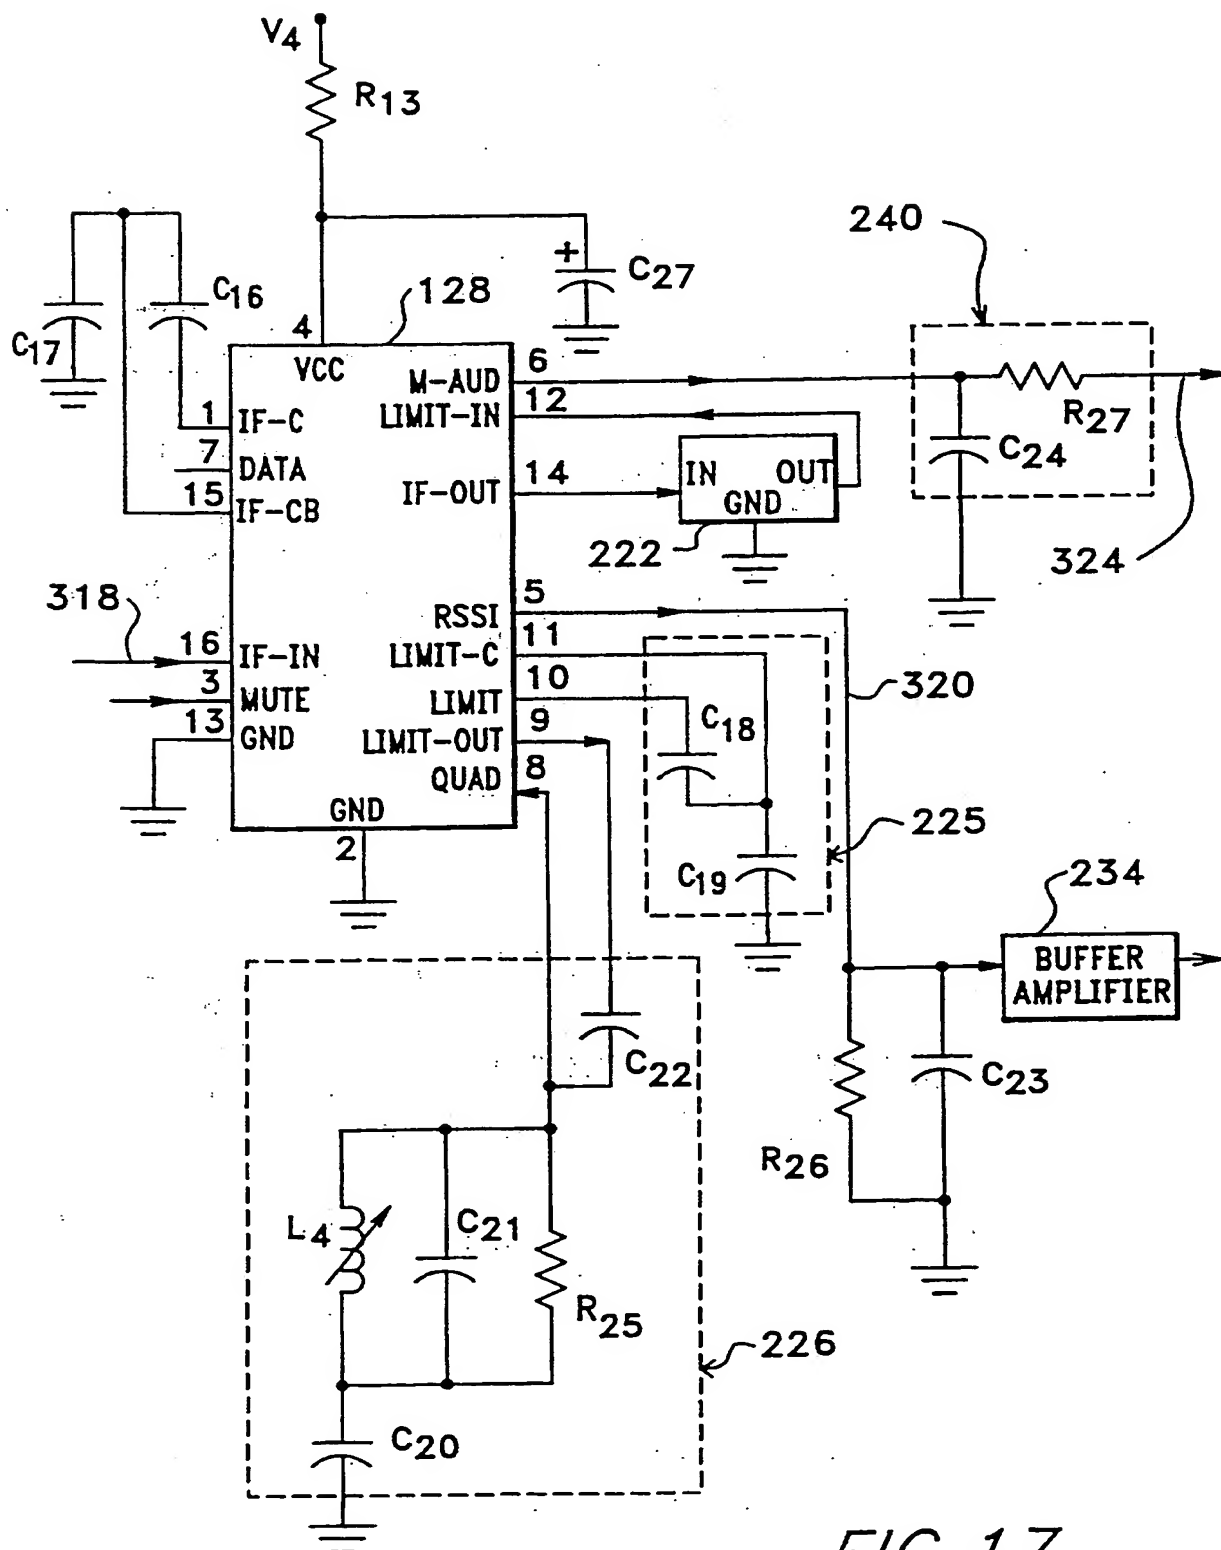 V4
R13
240
C27
C16
128
C17
4
VCC
M-AUD
6
LIMIT-IN
12
R27
1
IF-C
C24
7
DATA
IN
OUT
IF-OUT
14
15
IF-CB
GND
222
324
318
RSSI
5
16
IF-IN
LIMIT-C
11
320
3
MUTE
LIMIT
10
C18
13
GND
LIMIT-OUT
9
QUAD
8
GND
225
2
C19
234
BUFFER
AMPLIFIER
C22
C23
R26
L4
C21
R25
226
C20
FIG. 17